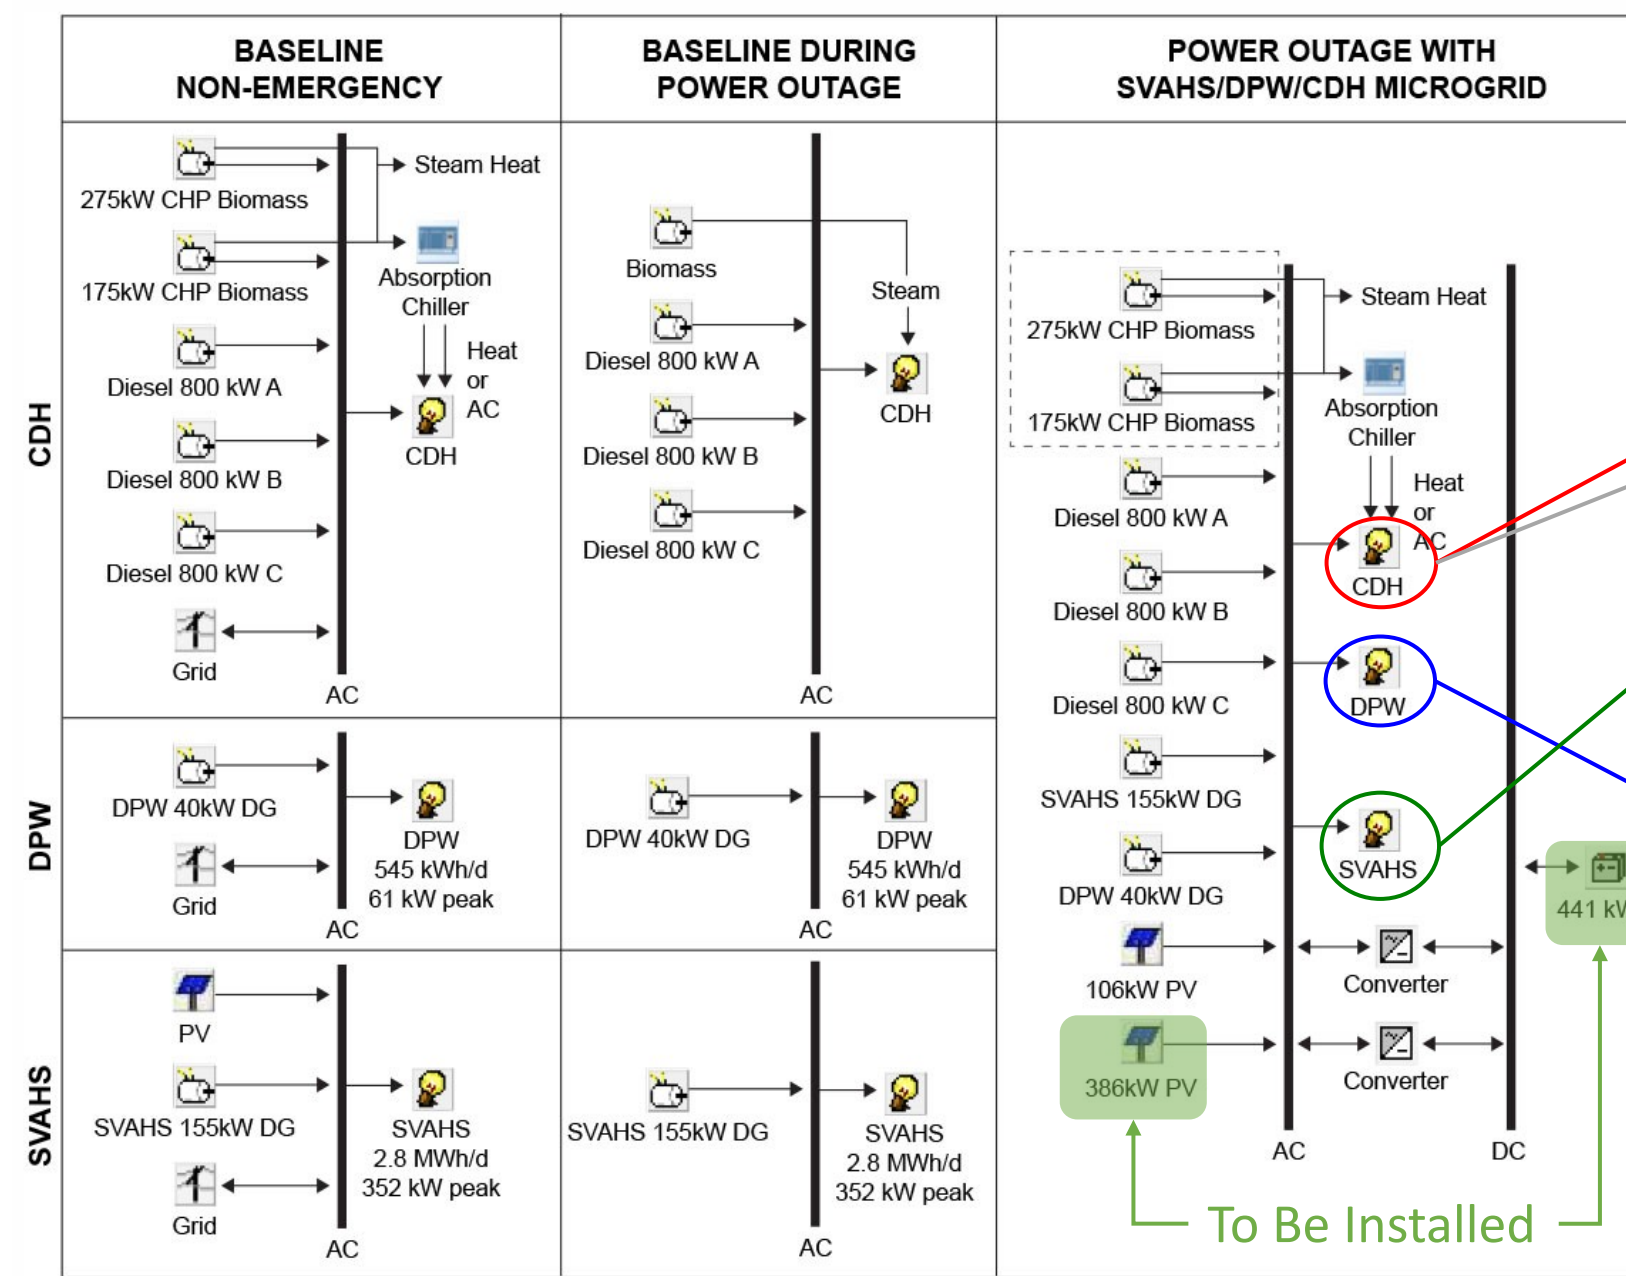 BASELINE
NON-EMERGENCY
BASELINE DURING
POWER OUTAGE
POWER OUTAGE WITH
SVAHS/DPW/CDH MICROGRID
CDH
275kW CHP Biomass
Steam Heat
175kW CHP Biomass
Absorption
Chiller
Heat
or
AC
Diesel 800 kW A
CDH
Diesel 800 kW B
Diesel 800 kW C
Grid
AC
Biomass
Steam
Diesel 800 kW A
CDH
Diesel 800 kW B
Diesel 800 kW C
AC
DPW
DPW 40kW DG
DPW
545 kWh/d
61 kW peak
Grid
AC
DPW 40kW DG
DPW
545 kWh/d
61 kW peak
AC
SVAHS
PV
SVAHS 155kW DG
SVAHS
2.8 MWh/d
352 kW peak
Grid
AC
SVAHS 155kW DG
SVAHS
2.8 MWh/d
352 kW peak
AC
275kW CHP Biomass
Steam Heat
175kW CHP Biomass
Absorption
Chiller
Heat
or
AC
Diesel 800 kW A
CDH
Diesel 800 kW B
DPW
Diesel 800 kW C
SVAHS 155kW DG
SVAHS
DPW 40kW DG
441
106kW PV
Converter
386kW PV
Converter
AC
DC
To Be Installed